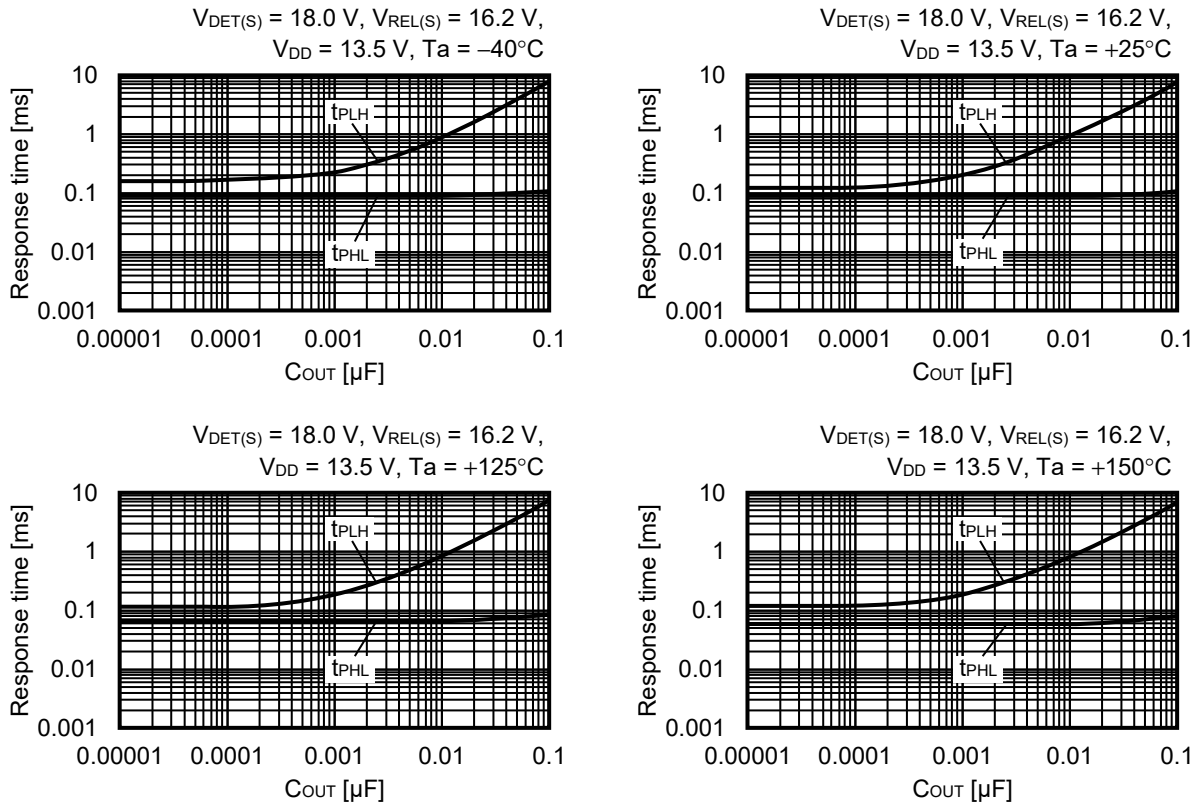 VDET(S) = 18.0 V, VREL(S) = 16.2 V,
VDD = 13.5 V, Ta = −40°C
Response time [ms]
10
1
0.1
0.01
0.001
tPLH
tPHL
0.00001 0.0001 0.001 0.01 0.1
COUT [µF]
VDET(S) = 18.0 V, VREL(S) = 16.2 V,
VDD = 13.5 V, Ta = +25°C
Response time [ms]
10
1
0.1
0.01
0.001
tPLH
tPHL
0.00001 0.0001 0.001 0.01 0.1
COUT [µF]
VDET(S) = 18.0 V, VREL(S) = 16.2 V,
VDD = 13.5 V, Ta = +125°C
Response time [ms]
10
1
0.1
0.01
0.001
tPLH
tPHL
0.00001 0.0001 0.001 0.01 0.1
COUT [µF]
VDET(S) = 18.0 V, VREL(S) = 16.2 V,
VDD = 13.5 V, Ta = +150°C
Response time [ms]
10
1
0.1
0.01
0.001
tPLH
tPHL
0.00001 0.0001 0.001 0.01 0.1
COUT [µF]